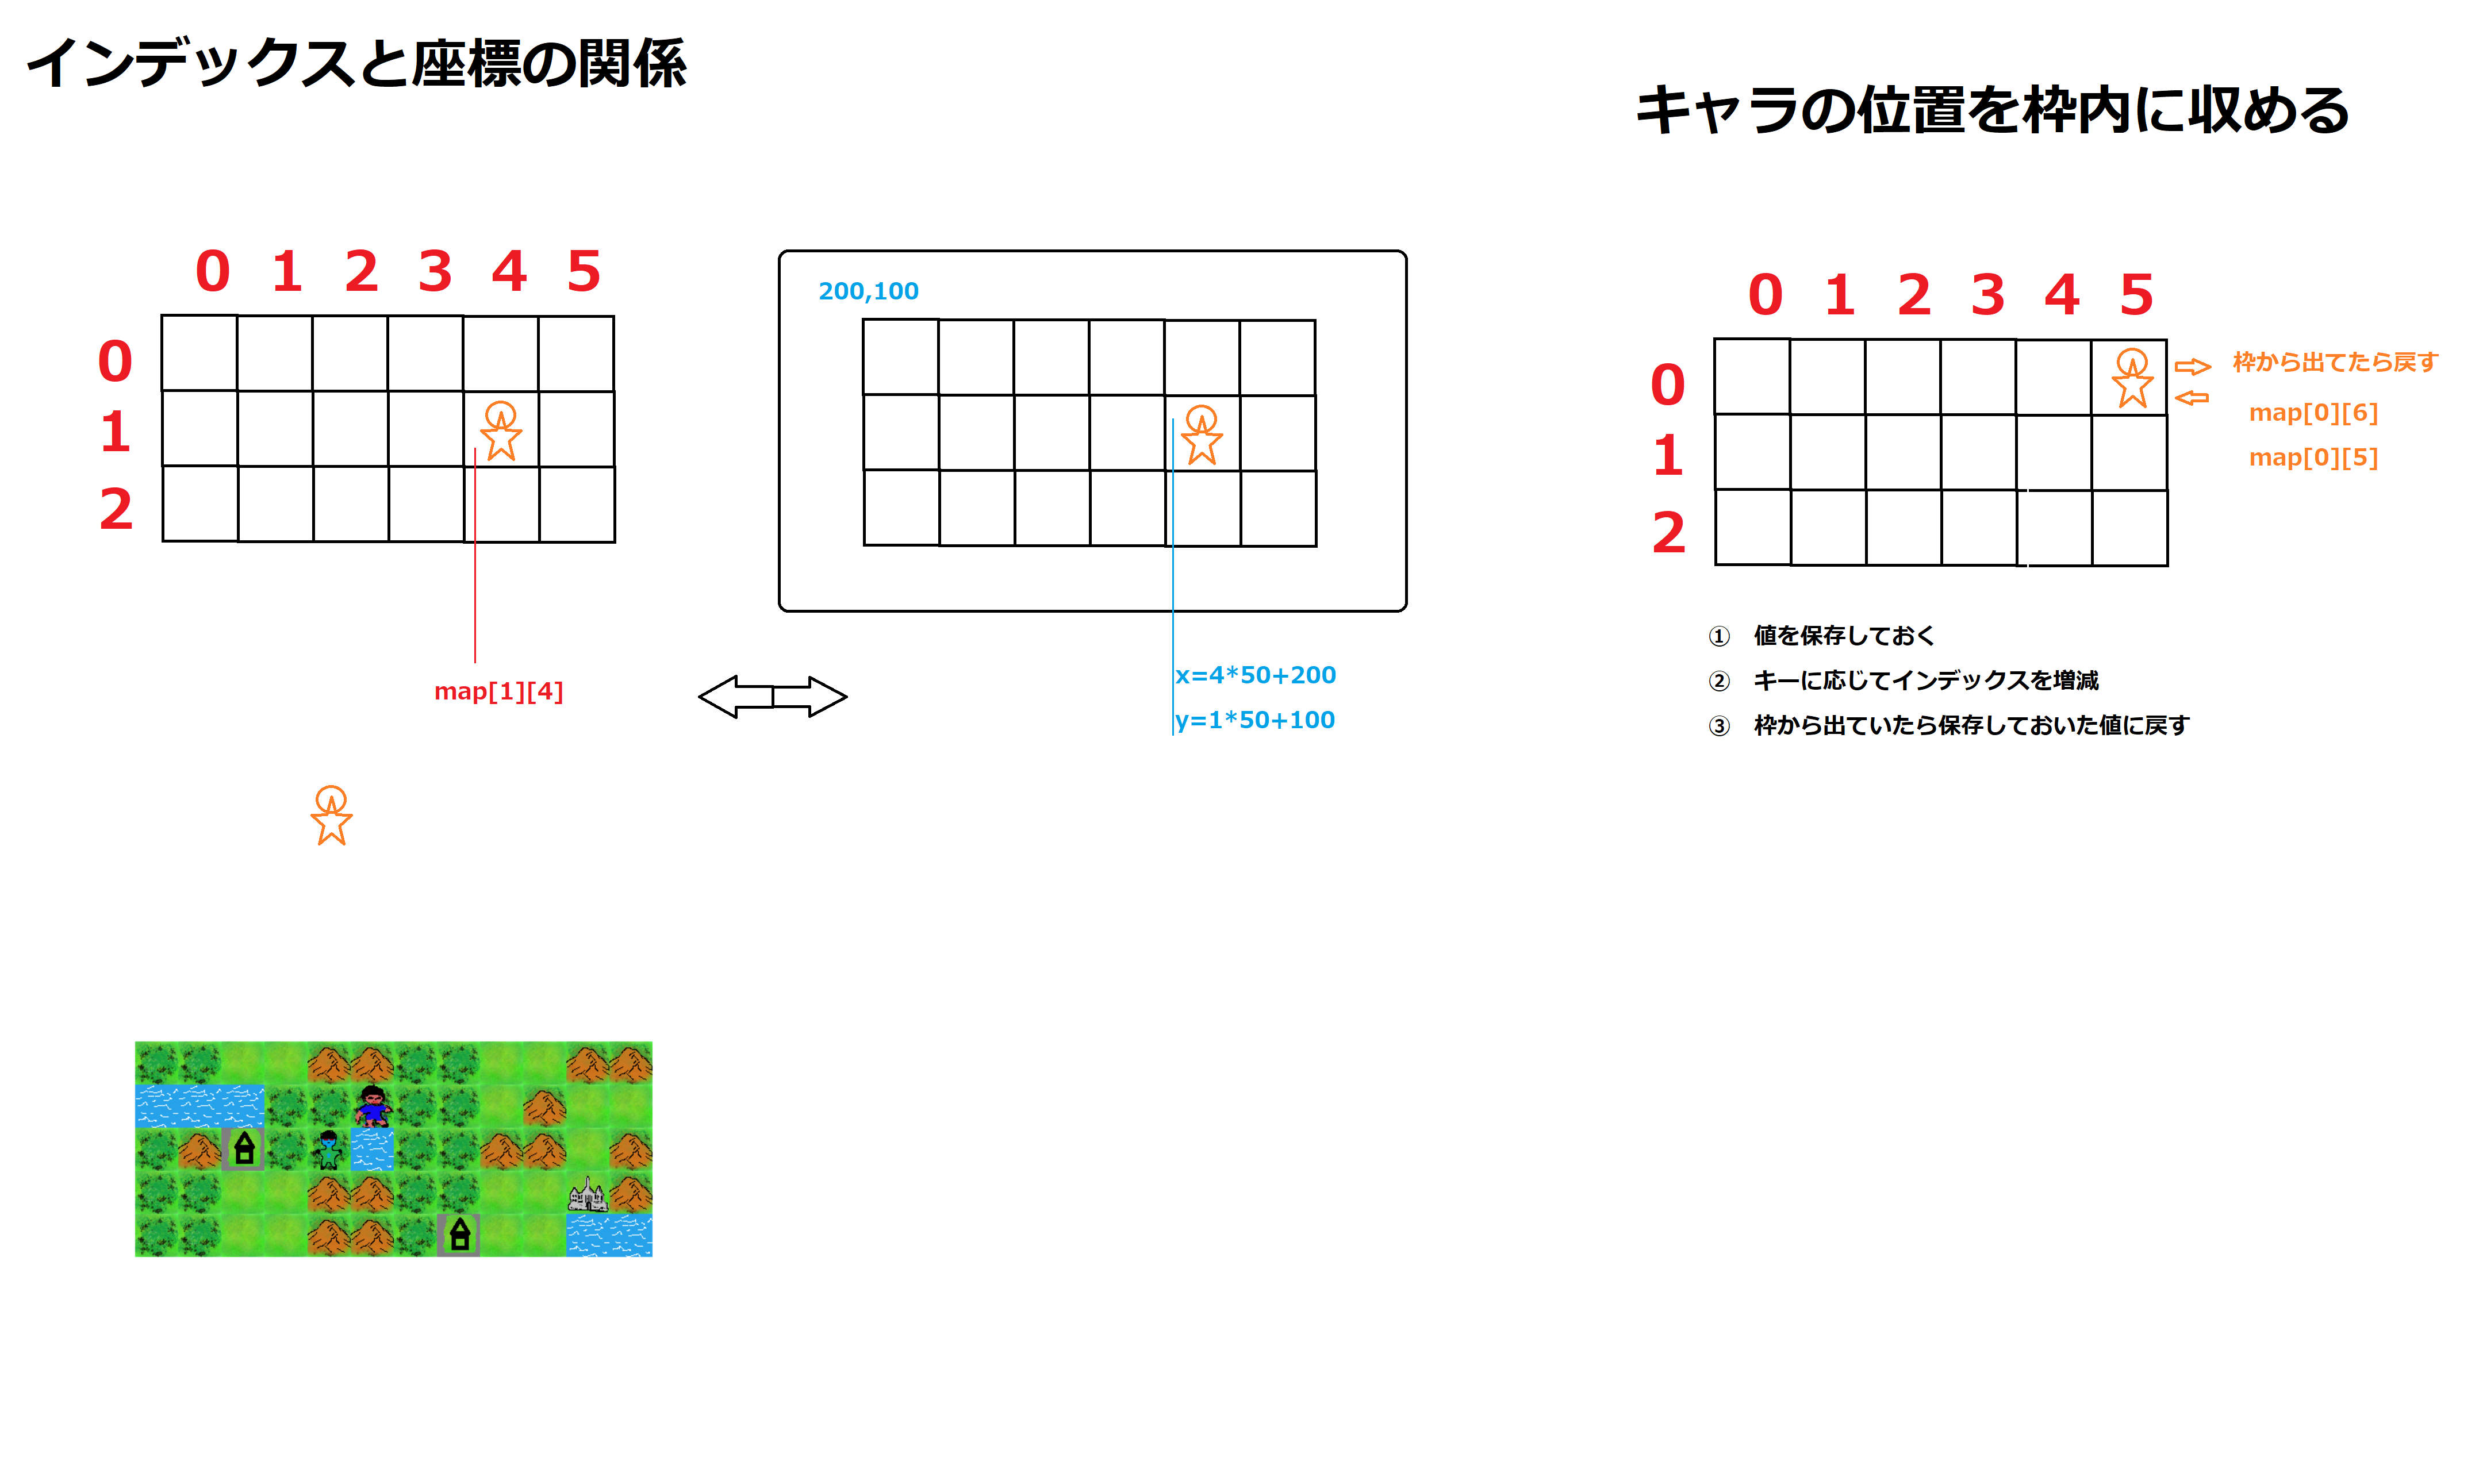 インデックスと座標の関係
0 1 2 3 4 5
0
1
2
map[1][4]
200,100
x=4*50+200
y=1*50+100
キャラの位置を枠内に収める
0 1 2 3 4 5
0
1
2
枠から出てたら戻す
map[0][6]
map[0][5]
① 値を保存しておく
② キーに応じてインデックスを増減
③ 枠から出ていたら保存しておいた値に戻す